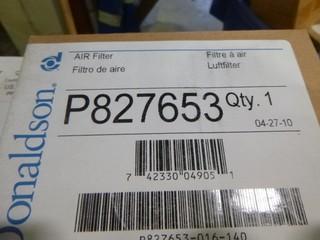 Donaldson.
AIR Filter
Filtre à air
Filtro de aire
Luftfilter
P827653 Qty. 1
04-27-10
7 42330 04905 1
P827653-016-140